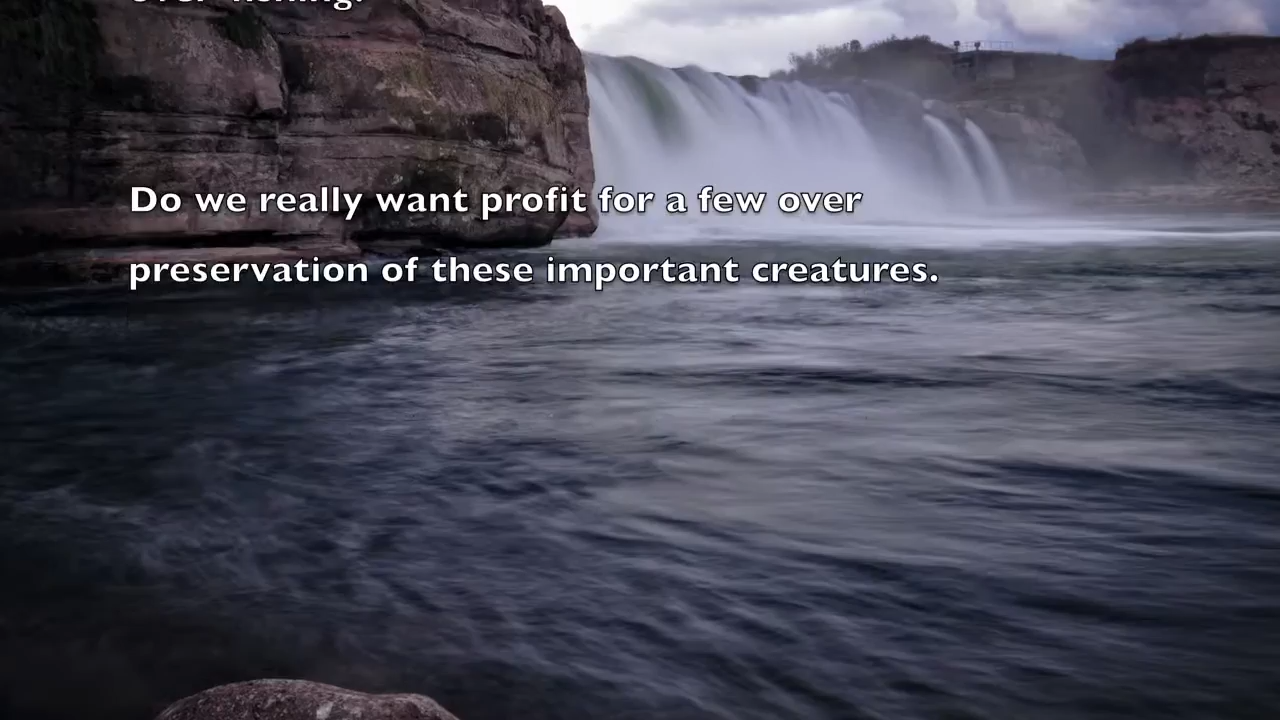 Do we really want profit for a few over
preservation of these important creatures.